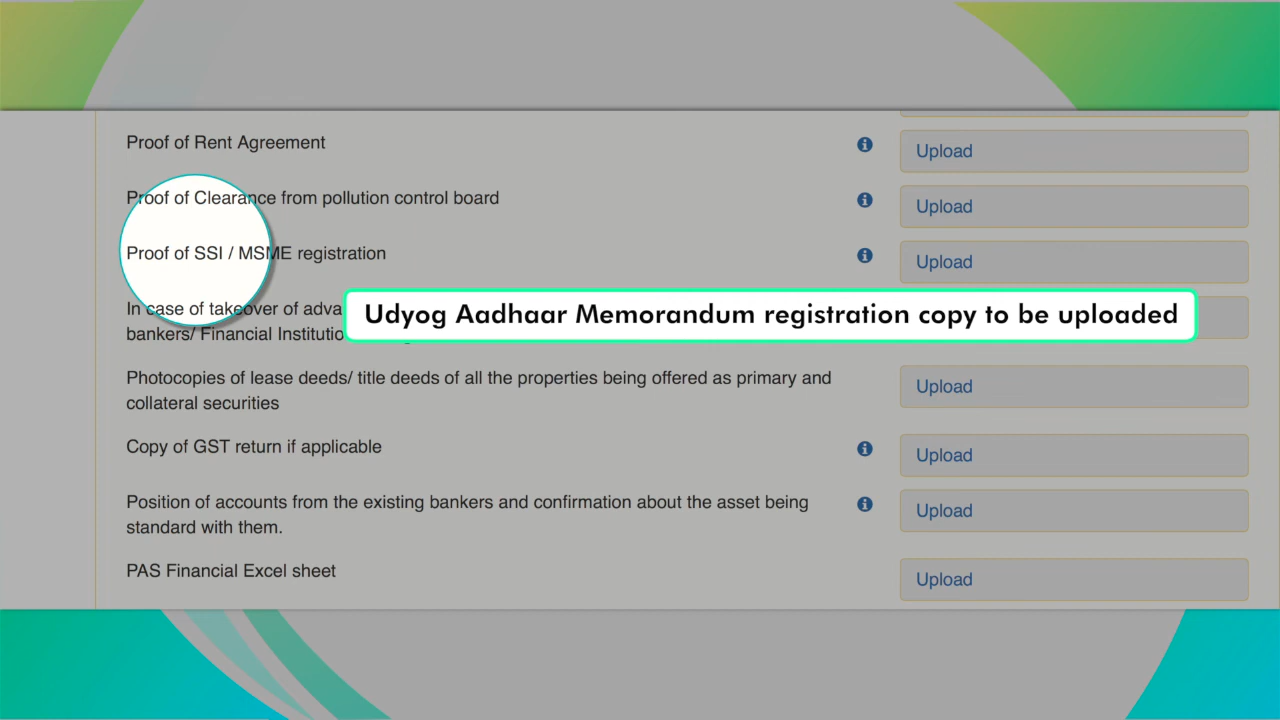 Proof of Rent Agreement
Upload
Proof of Clearance from pollution control board
Upload
Proof of SSI / MSME registration
Upload
In case of takeover of adva
Udyog Aadhaar Memorandum registration copy to be uploaded
bankers/ Financial Institutio
Photocopies of lease deeds/ title deeds of all the properties being offered as primary and
collateral securities
Upload
Copy of GST return if applicable
Upload
Position of accounts from the existing bankers and confirmation about the asset being
standard with them.
Upload
PAS Financial Excel sheet
Upload